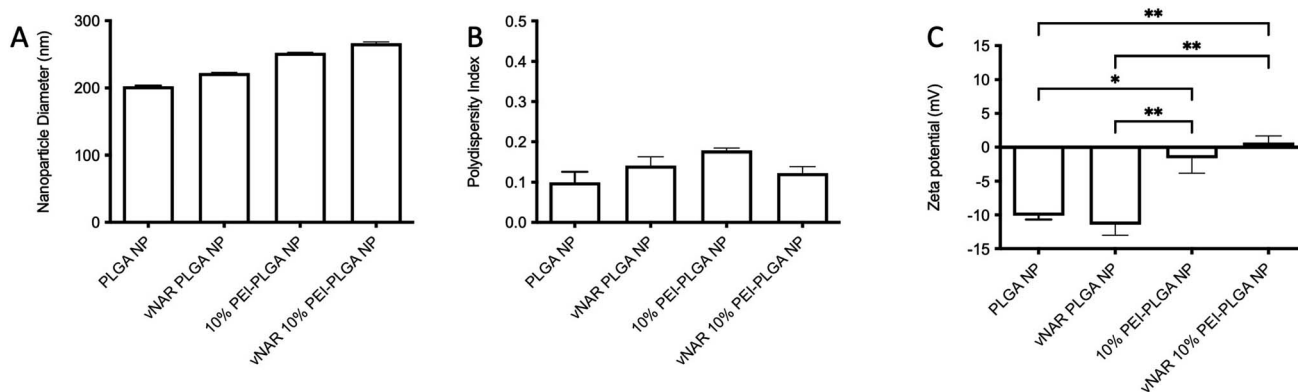 A
Nanoparticle Diameter (nm)
300
200
100
0
PLGA NP
vNAR PLGA NP
10% PEI-PLGA NP
vNAR 10% PEI-PLGA NP
B
Polydispersity Index
0.5
0.4
0.3
0.2
0.1
0.0
PLGA NP
vNAR PLGA NP
10% PEI-PLGA NP
vNAR 10% PEI-PLGA NP
C
Zeta potential (mV)
15
10
5
0
-5
-10
-15
**
**
*
**
PLGA NP
vNAR PLGA NP
10% PEI-PLGA NP
vNAR 10% PEI-PLGA NP